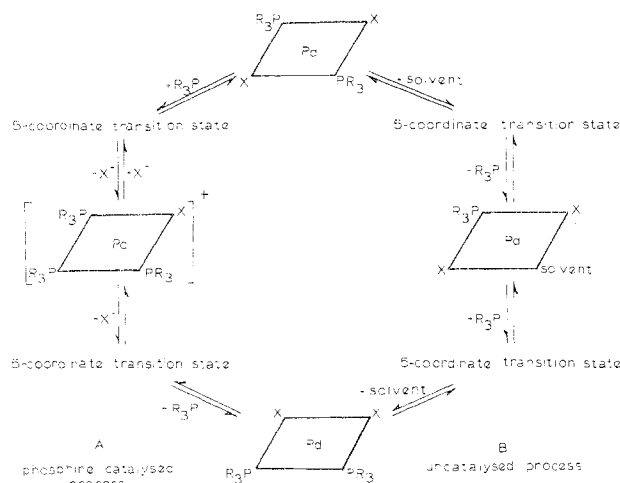 R₃P X
Pd
X PR₃
+R₃P
+solvent
5-coordinate transition state
5-coordinate transition state
-X⁻ +X⁻
-R₃P
+
R₃P X
Pd
R₃P PR₃
R₃P X
Pd
X solvent
+R₃P
5-coordinate transition state
5-coordinate transition state
-R₃P
-solvent
X X
Pd
R₃P PR₃
A
B
phosphine catalysed
process
uncatalysed process